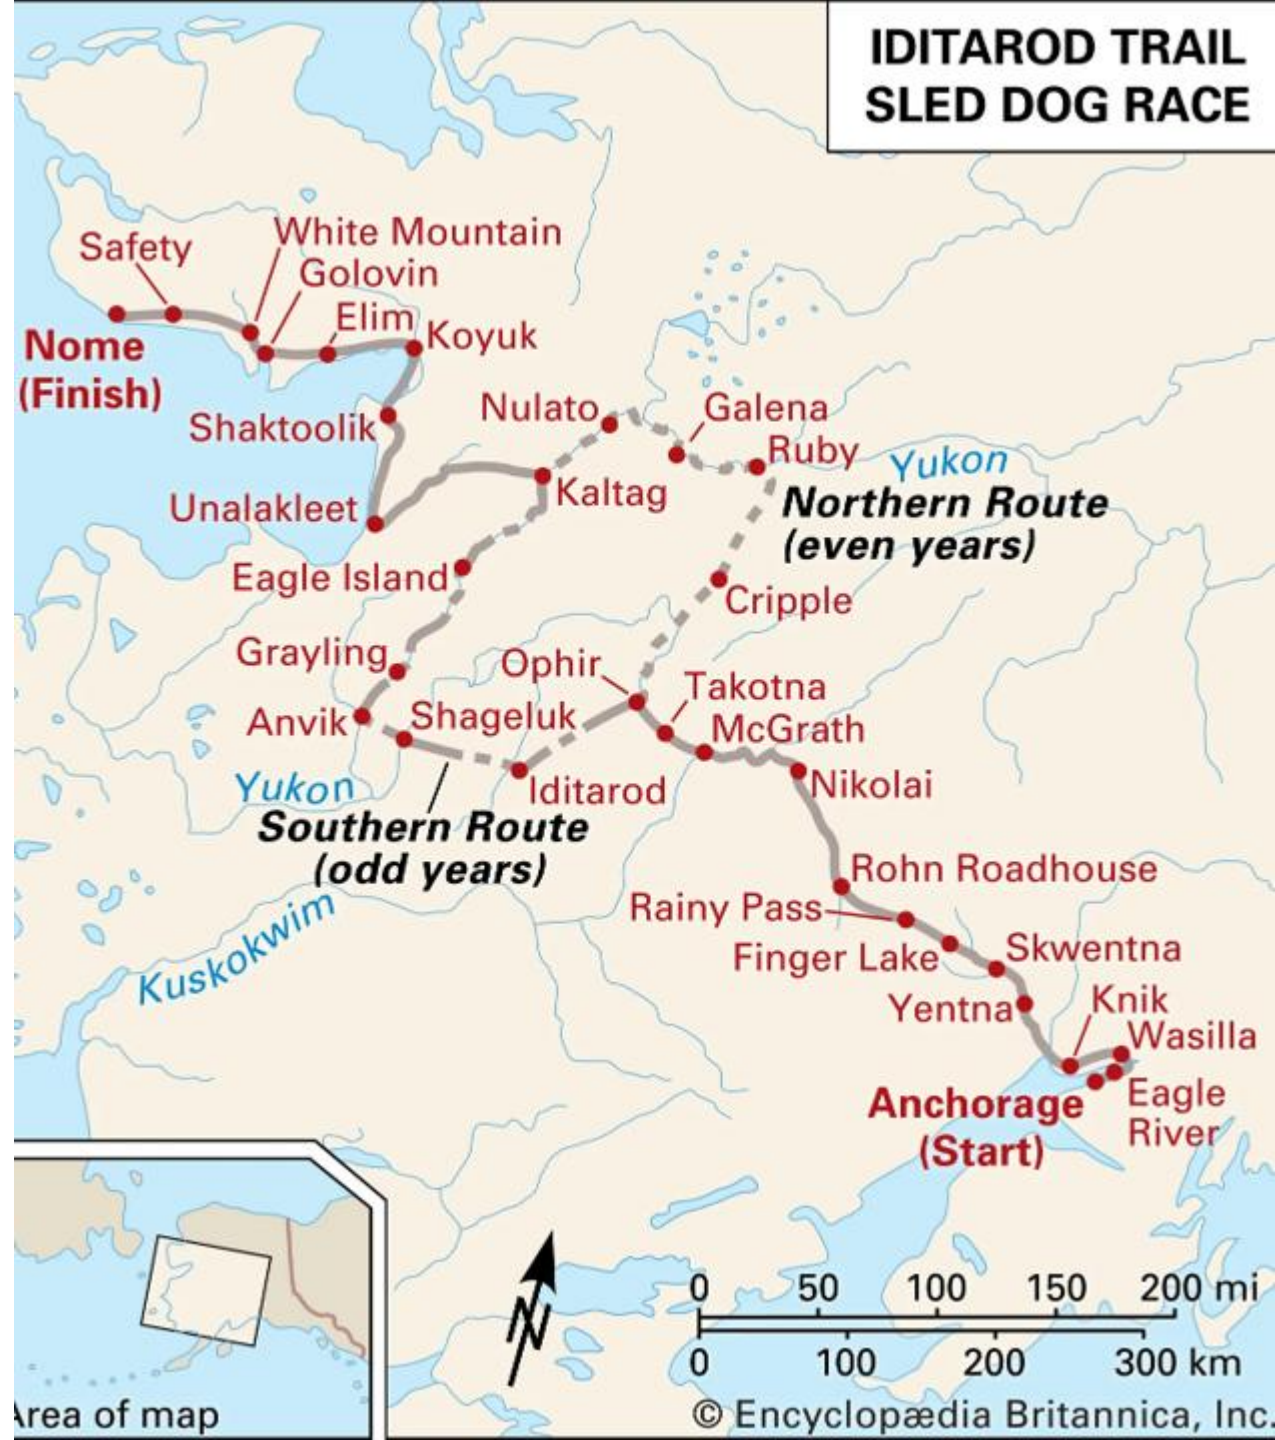 IDITAROD TRAIL
SLED DOG RACE
White Mountain
Safety
Golovin
Elim
Koyuk
Nome
(Finish)
Shaktoolik
Nulato
Galena
Ruby
Yukon
Kaltag
Northern Route
(even years)
Unalakleet
Eagle Island
Cripple
Grayling
Ophir
Takotna
Anvik
Shageluk
McGrath
Iditarod
Nikolai
Yukon
Southern Route
(odd years)
Rohn Roadhouse
Rainy Pass
Kuskokwim
Finger Lake
Skwentna
Yentna
Knik
Wasilla
Anchorage
(Start)
Eagle
River
N
0 50 100 150 200 mi
0 100 200 300 km
Area of map
© Encyclopædia Britannica, Inc.